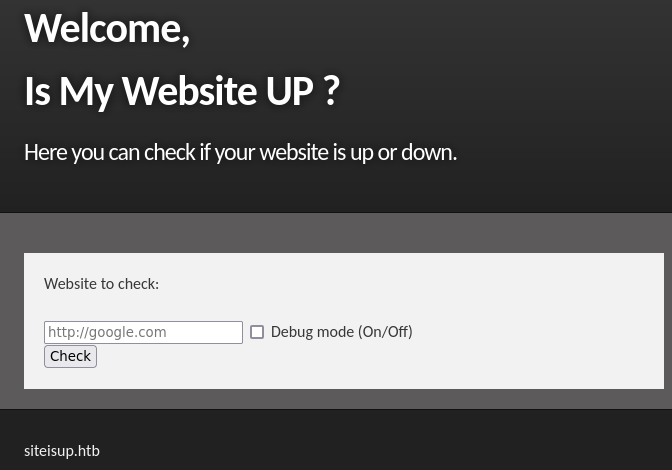 Welcome,
Is My Website UP ?
Here you can check if your website is up or down.
Website to check:
http://google.com Debug mode (On/Off)
Check
siteisup.htb